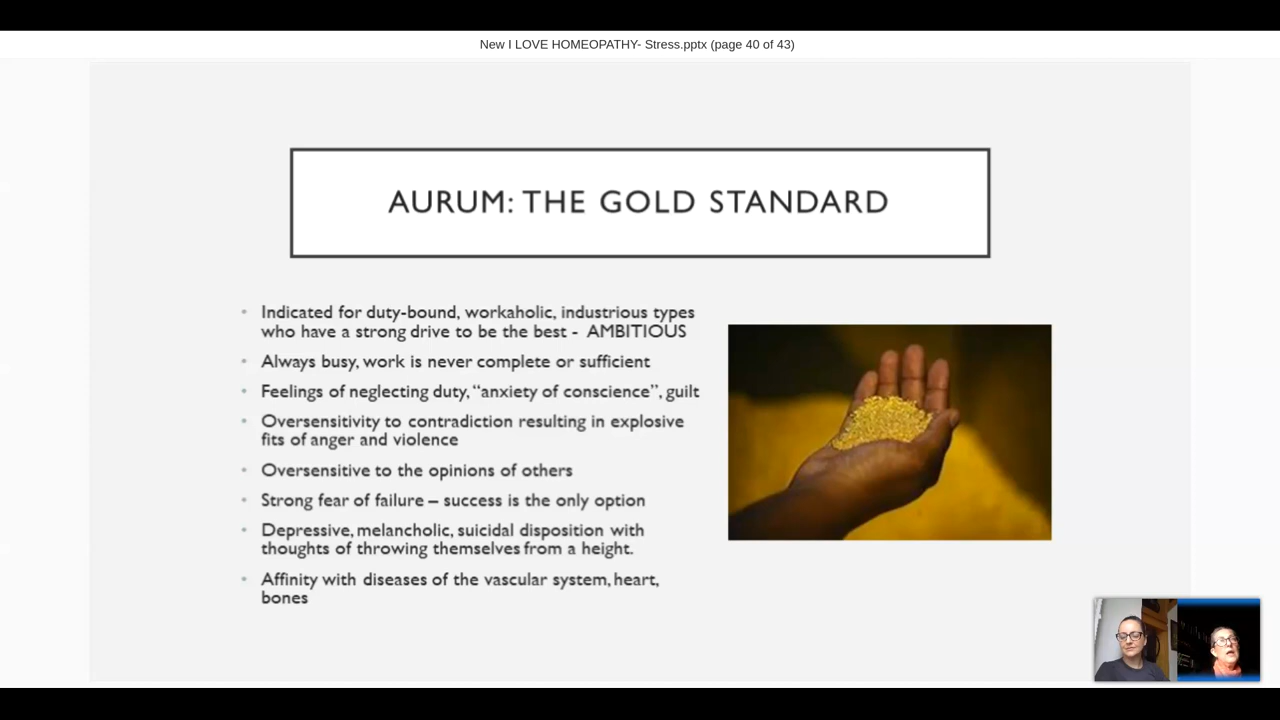 New I LOVE HOMEOPATHY- Stress.pptx (page 40 of 43)
AURUM: THE GOLD STANDARD
• Indicated for duty-bound, workaholic, industrious types
who have a strong drive to be the best - AMBITIOUS
• Always busy, work is never complete or sufficient
• Feelings of neglecting duty, “anxiety of conscience”, guilt
• Oversensitivity to contradiction resulting in explosive
fits of anger and violence
• Oversensitive to the opinions of others
• Strong fear of failure – success is the only option
• Depressive, melancholic, suicidal disposition with
thoughts of throwing themselves from a height.
• Affinity with diseases of the vascular system, heart,
bones